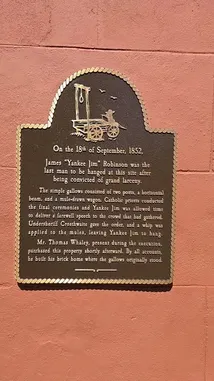 On the 18th of September, 1852,
James "Yankee Jim" Robinson was the
last man to be hanged at this site after
being convicted of grand larceny.
The simple gallows consisted of two posts, a horizontal
beam, and a mule-drawn wagon. Catholic priests conducted
the final ceremonies and Yankee Jim was allowed time
to deliver a farewell speech to the crowd that had gathered.
Undersheriff Crosthwaite gave the order, and a whip was
applied to the mules, leaving Yankee Jim to hang.
Mr. Thomas Whaley, present during the execution,
purchased this property shortly afterward. By all accounts,
he built his brick home where the gallows originally stood.